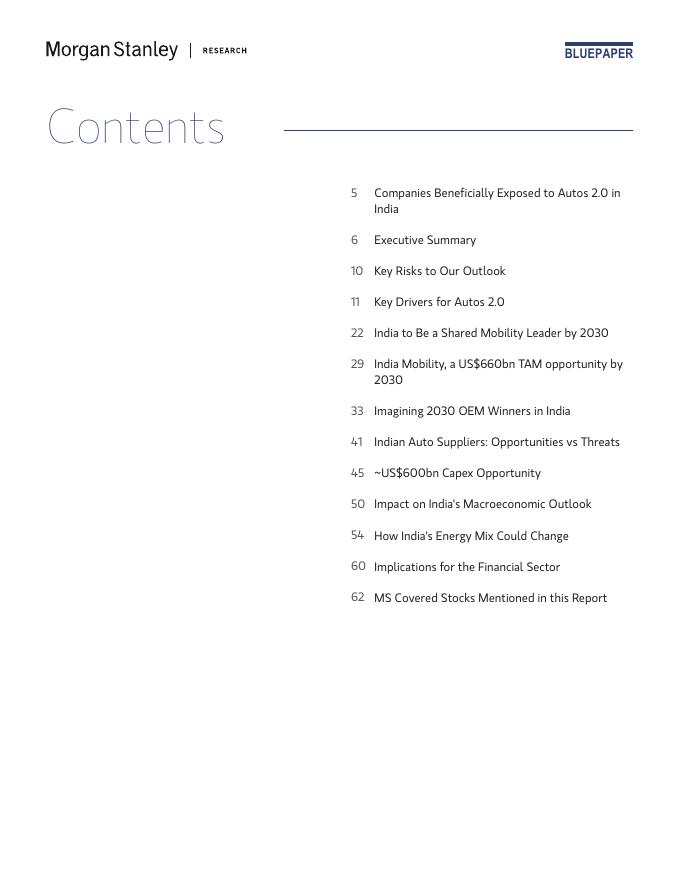 Morgan Stanley | RESEARCH
BLUEPAPER
Contents
5 Companies Beneficially Exposed to Autos 2.0 in
India
6 Executive Summary
10 Key Risks to Our Outlook
11 Key Drivers for Autos 2.0
22 India to Be a Shared Mobility Leader by 2030
29 India Mobility, a US$660bn TAM opportunity by
2030
33 Imagining 2030 OEM Winners in India
41 Indian Auto Suppliers: Opportunities vs Threats
45 ~US$600bn Capex Opportunity
50 Impact on India's Macroeconomic Outlook
54 How India's Energy Mix Could Change
60 Implications for the Financial Sector
62 MS Covered Stocks Mentioned in this Report